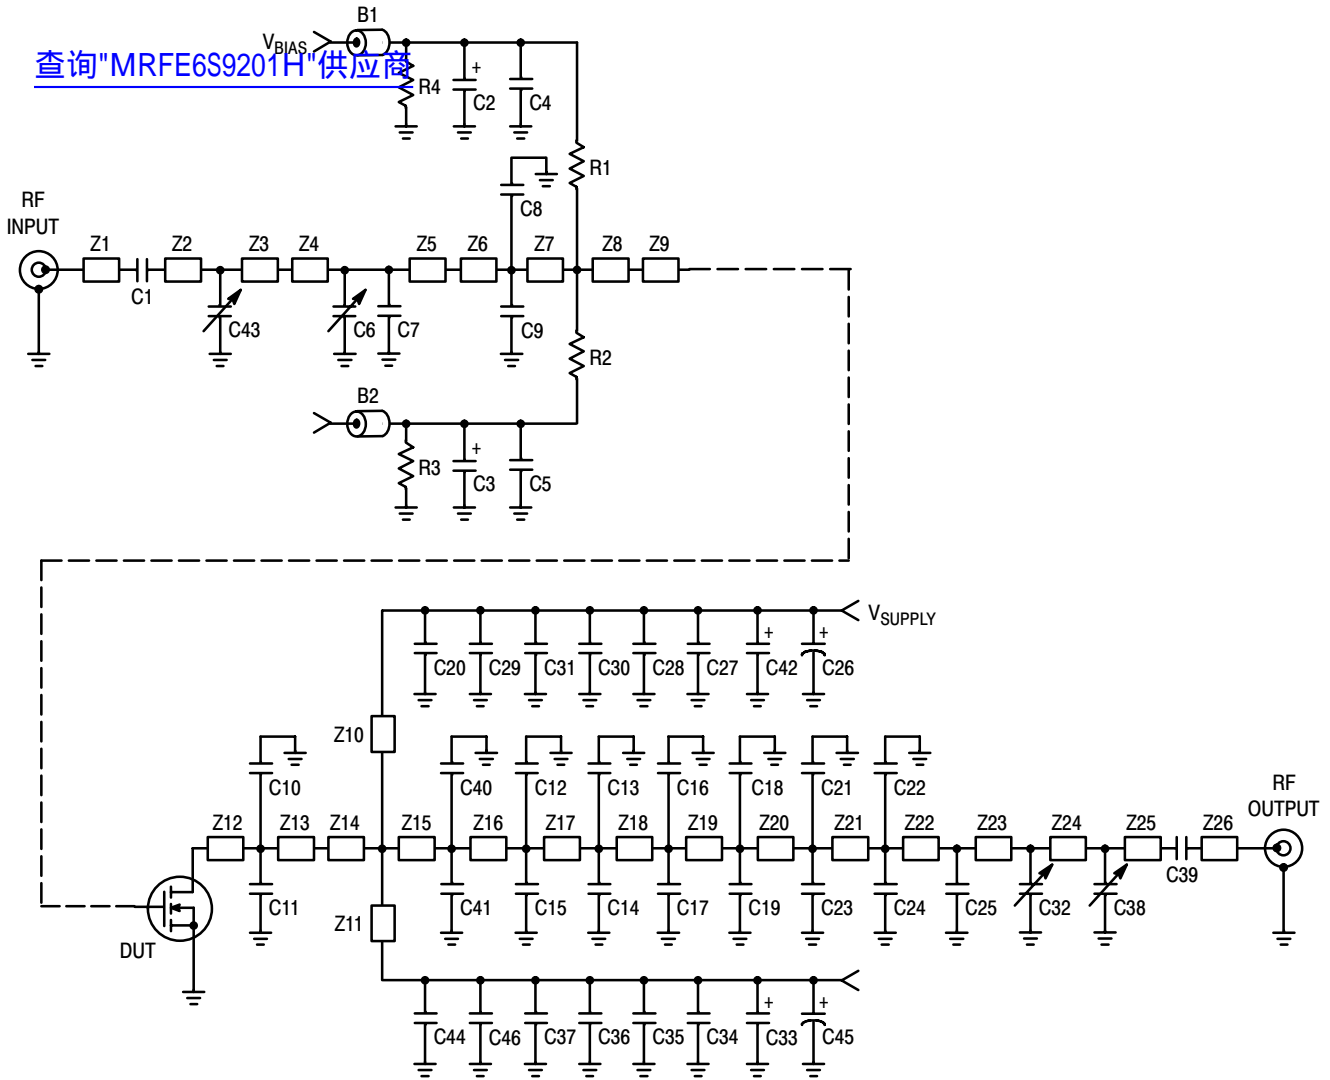 B1
VBIAS
查询"MRFE6S9201H"供应商
R4
+
C2
C4
R1
C8
RF
INPUT
Z1
Z2
Z3
Z4
Z5
Z6
Z7
Z8
Z9
C1
C43
C6
C7
C9
R2
B2
R3
+
C3
C5
VSUPPLY
+
+
C20
C29
C31
C30
C28
C27
C42
C26
Z10
C10
C40
C12
C13
C16
C18
C21
C22
RF
OUTPUT
Z12
Z13
Z14
Z15
Z16
Z17
Z18
Z19
Z20
Z21
Z22
Z23
Z24
Z25
Z26
C39
C11
Z11
C41
C15
C14
C17
C19
C23
C24
C25
C32
C38
DUT
+
+
C44
C46
C37
C36
C35
C34
C33
C45